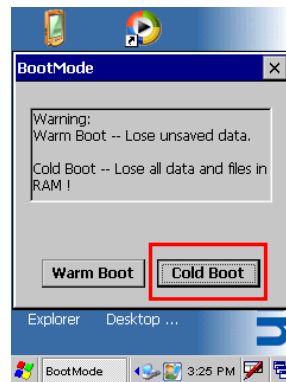 BootMode
Warning:
Warm Boot -- Lose unsaved data.
Cold Boot -- Lose all data and files in
RAM !
Warm Boot Cold Boot
Explorer Desktop ...
BootMode 3:25 PM